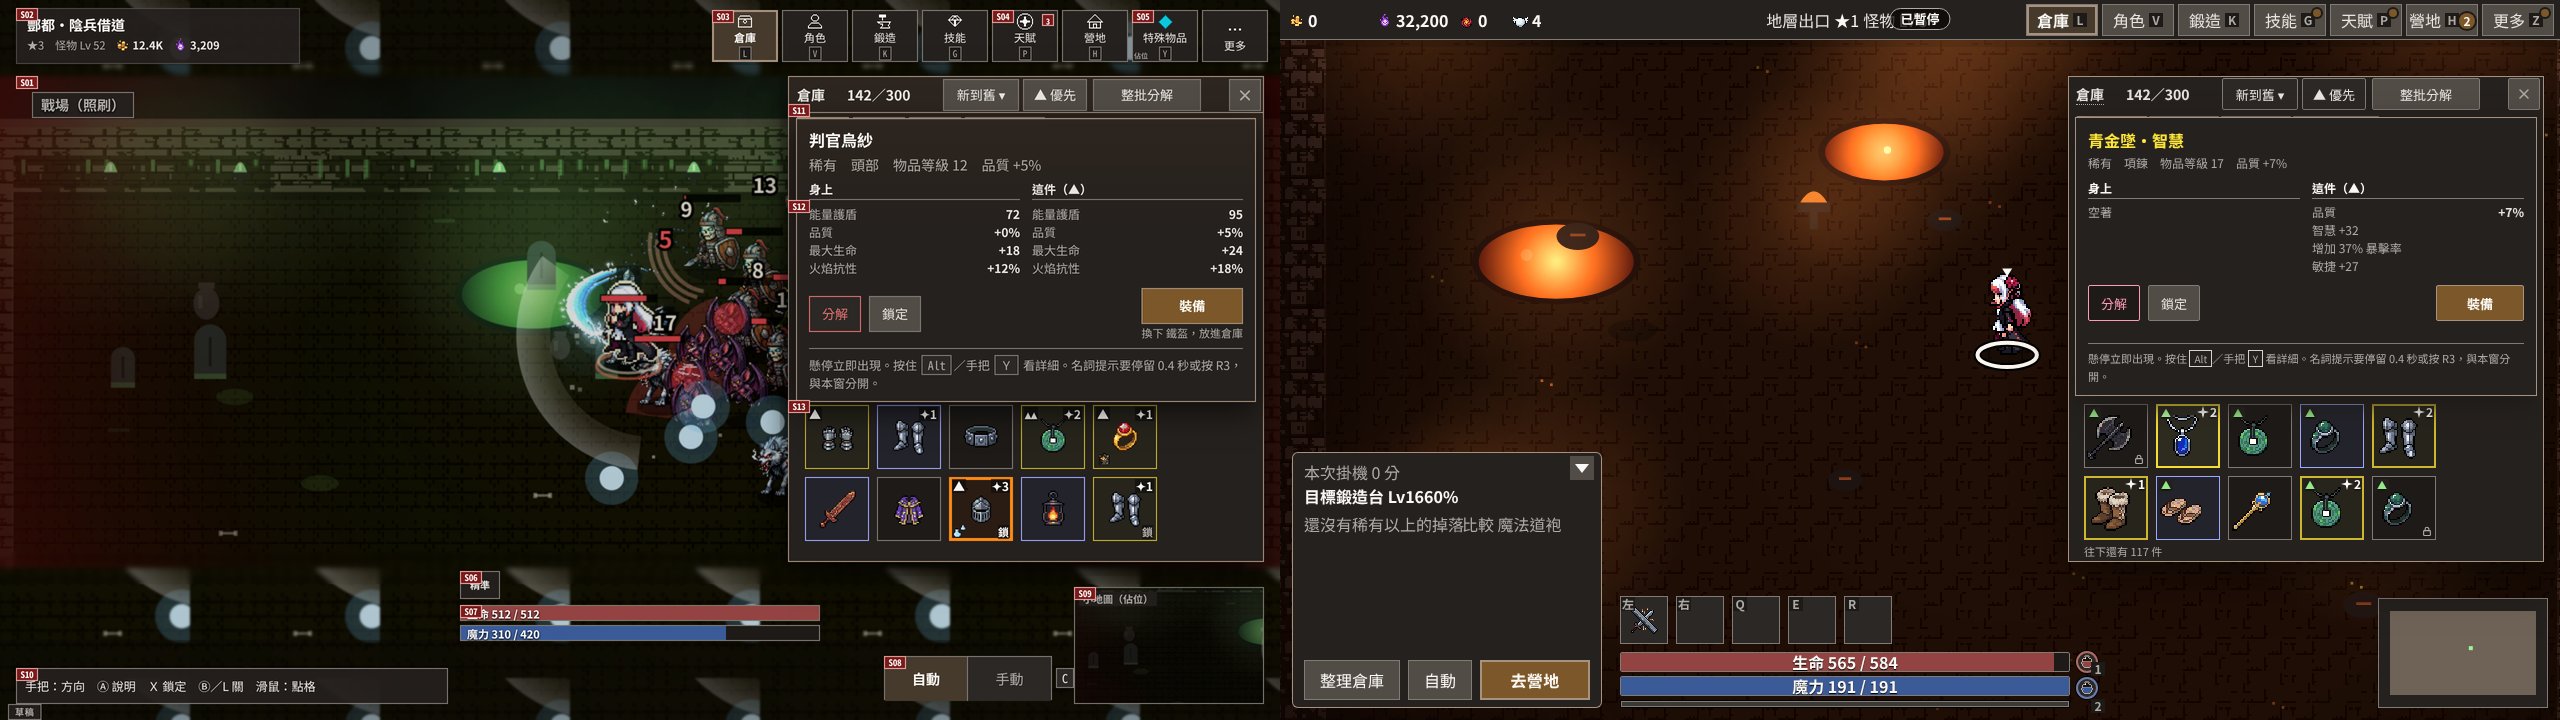 S02
酆都・陰兵借道
★3 怪物 Lv 52 12.4K 3,209
S01
戰場（照刷）
S03
倉庫
L
角色
V
鍛造
K
技能
G
S04
3
天賦
P
營地
H
S05
特殊物品
佔位
Y
…
更多
倉庫 142／300
新到舊 ▾
▲ 優先
整批分解
×
S11
判官烏紗
稀有 頭部 物品等級 12 品質 +5%
身上
這件（▲）
S12
能量護盾 72
能量護盾 95
品質 +0%
品質 +5%
最大生命 +18
最大生命 +24
火焰抗性 +12%
火焰抗性 +18%
分解
鎖定
裝備
換下 鐵盔，放進倉庫
懸停立即出現。按住 Alt ／手把 Y 看詳細。名詞提示要停留 0.4 秒或按 R3，
與本窗分開。
S13
▲
+1
▲▲ +2
▲ +1
▲ +3
鎖
+1
鎖
13
9
5
8
17
S06
精準
S07
命 512 / 512
魔力 310 / 420
S08
自動
手動
C
S09
小地圖（佔位）
S10
手把：方向 Ⓐ 說明 X 鎖定 Ⓑ／L 關 滑鼠：點格
草稿
0 32,200 0 4
地層出口 ★1 怪物
已暫停
倉庫 L
角色 V
鍛造 K
技能 G
天賦 P
營地 H 2
更多 Z
倉庫 142／300
新到舊 ▾
▲ 優先
整批分解
×
青金墜・智慧
稀有 項鍊 物品等級 17 品質 +7%
身上
這件（▲）
空著
品質 +7%
智慧 +32
增加 37% 暴擊率
敏捷 +27
分解
鎖定
裝備
懸停立即出現。按住 Alt ／手把 Y 看詳細。名詞提示要停留 0.4 秒或按 R3，與本窗分
開。
▲
▲ +2
▲
▲
+2
+1
▲
▲ +2
▲
往下還有 117 件
本次掛機 0 分
▼
目標鍛造台 Lv1660%
還沒有稀有以上的掉落比較 魔法道袍
整理倉庫
自動
去營地
左
右
Q
E
R
生命 565 / 584
1
魔力 191 / 191
2